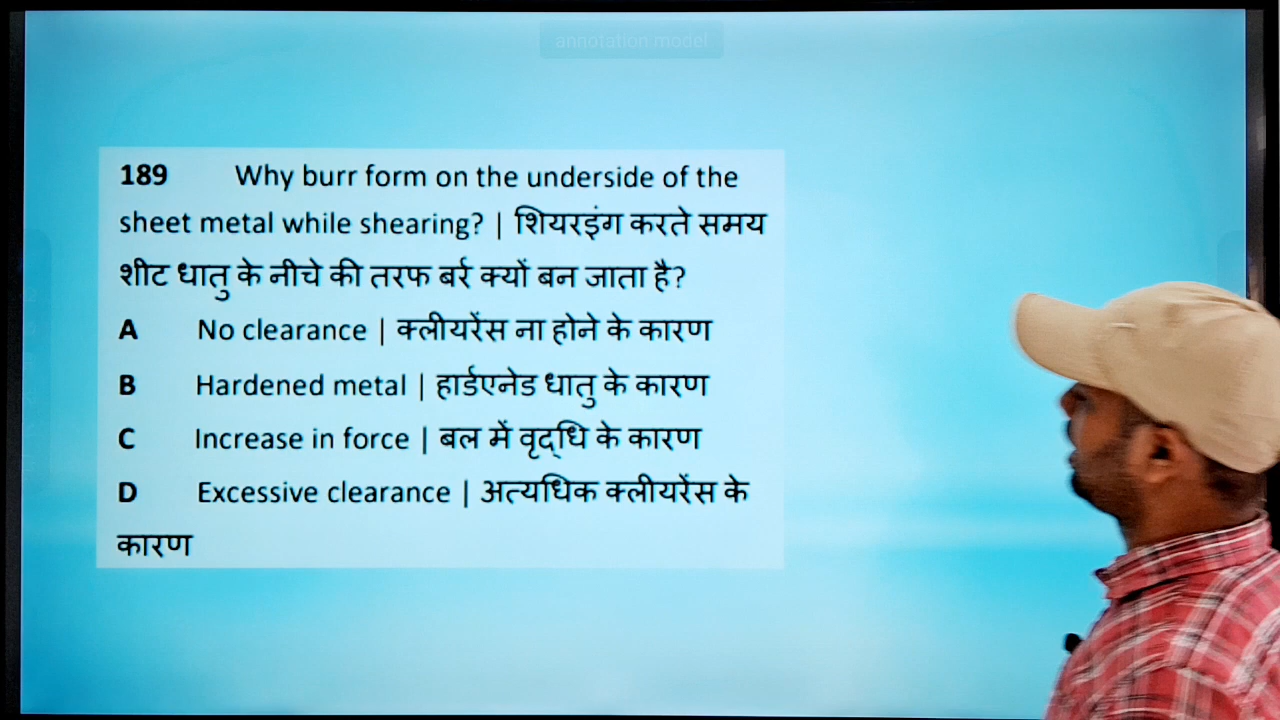 annotation model
189 Why burr form on the underside of the
sheet metal while shearing? | शियरइंग करते समय
शीट धातु के नीचे की तरफ बर्र क्यों बन जाता है?
A No clearance | क्लीयरेंस ना होने के कारण
B Hardened metal | हार्डएनेड धातु के कारण
C Increase in force | बल में वृद्धि के कारण
D Excessive clearance | अत्यधिक क्लीयरेंस के
कारण